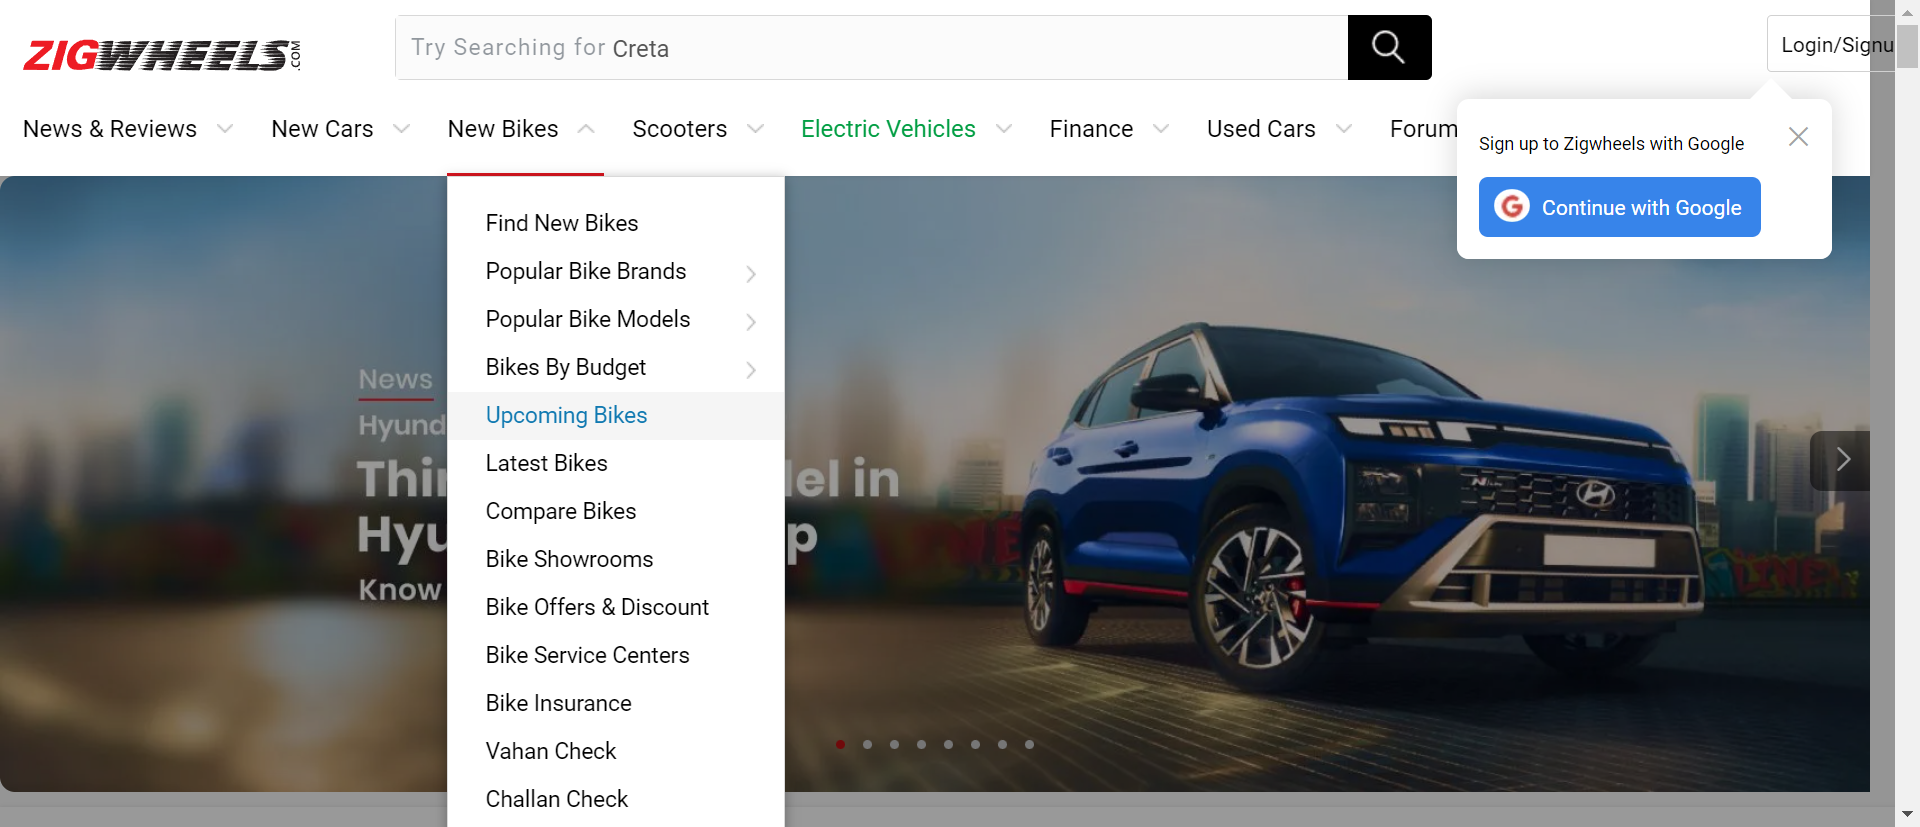 ZIGWHEELS.COM
Try Searching for Creta
Login/Signu
News & Reviews
New Cars
New Bikes
Scooters
Electric Vehicles
Finance
Used Cars
Forum
Sign up to Zigwheels with Google
G Continue with Google
Find New Bikes
Popular Bike Brands
Popular Bike Models
Bikes By Budget
Upcoming Bikes
Latest Bikes
Compare Bikes
Bike Showrooms
Bike Offers & Discount
Bike Service Centers
Bike Insurance
Vahan Check
Challan Check
News
Hyund
Thi del in
Hyu p
Know